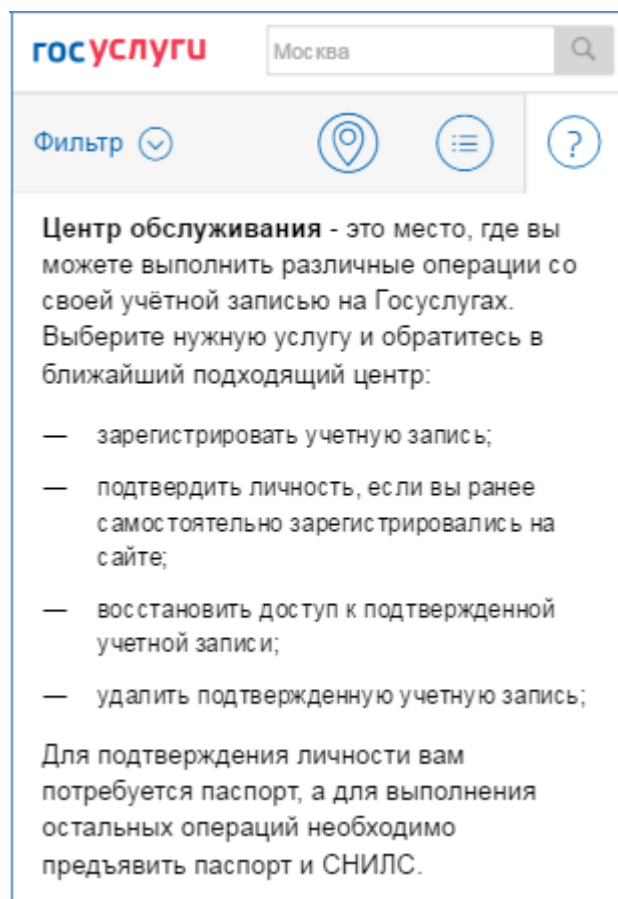 госуслуги
Москва
Фильтр
?
Центр обслуживания - это место, где вы
можете выполнить различные операции со
своей учётной записью на Госуслугах.
Выберите нужную услугу и обратитесь в
ближайший подходящий центр:
— зарегистрировать учетную запись;
— подтвердить личность, если вы ранее
самостоятельно зарегистрировались на
сайте;
— восстановить доступ к подтвержденной
учетной записи;
— удалить подтвержденную учетную запись;
Для подтверждения личности вам
потребуется паспорт, а для выполнения
остальных операций необходимо
предъявить паспорт и СНИЛС.